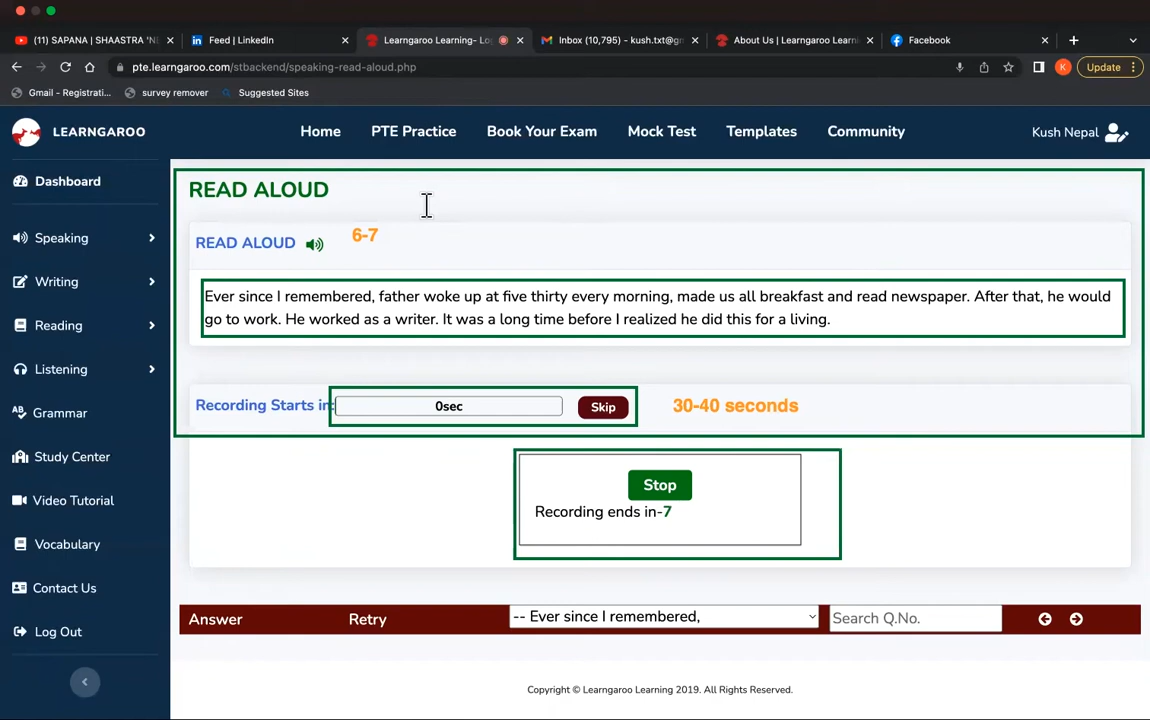 (11) SAPANA | SHAASTRA 'N
Feed | LinkedIn
Learngaroo Learning- Lo
Inbox (10,795) - kush.txt@gm
About Us | Learngaroo Learni
Facebook
pte.learngaroo.com/stbackend/speaking-read-aloud.php
K
Update
Gmail - Registrati...
survey remover
Suggested Sites
LEARNGAROO
Home
PTE Practice
Book Your Exam
Mock Test
Templates
Community
Kush Nepal
Dashboard
Speaking
Writing
Reading
Listening
Grammar
Study Center
Video Tutorial
Vocabulary
Contact Us
Log Out
READ ALOUD
READ ALOUD
6-7
Ever since I remembered, father woke up at five thirty every morning, made us all breakfast and read newspaper. After that, he would
go to work. He worked as a writer. It was a long time before I realized he did this for a living.
Recording Starts in:
0sec
Skip
30-40 seconds
Stop
Recording ends in-7
Answer
Retry
-- Ever since I remembered,
Search Q.No.
Copyright © Learngaroo Learning 2019. All Rights Reserved.